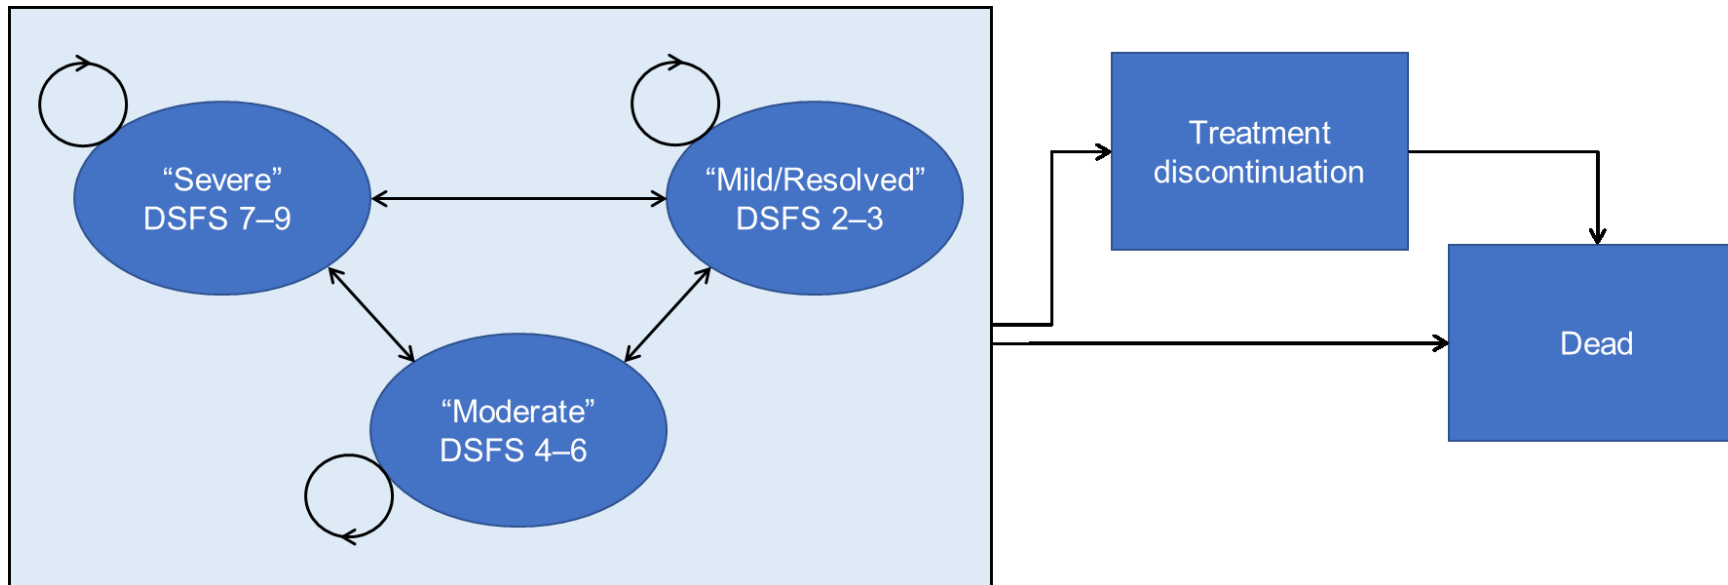 “Severe”
DSFS 7–9
“Mild/Resolved”
DSFS 2–3
“Moderate”
DSFS 4–6
Treatment
discontinuation
Dead